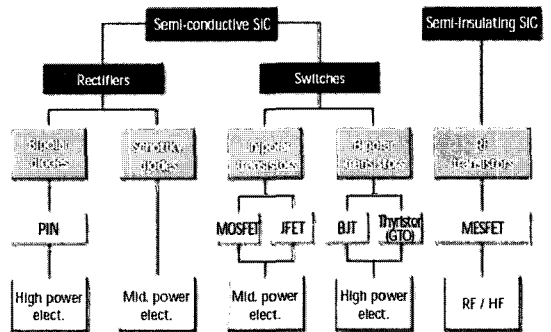 Semi-conductive SiC
Semi-Insulating SiC
Rectifiers
Switches
Bipolar
diodes
Schottky
diodes
Unipolar
transistors
Bipolar
transistors
RF
transistors
PIN
MOSFET
JFET
BJT
Thyristor
(GTO)
MESFET
High power
elect.
Mid. power
elect.
Mid. power
elect.
High power
elect.
RF / HF